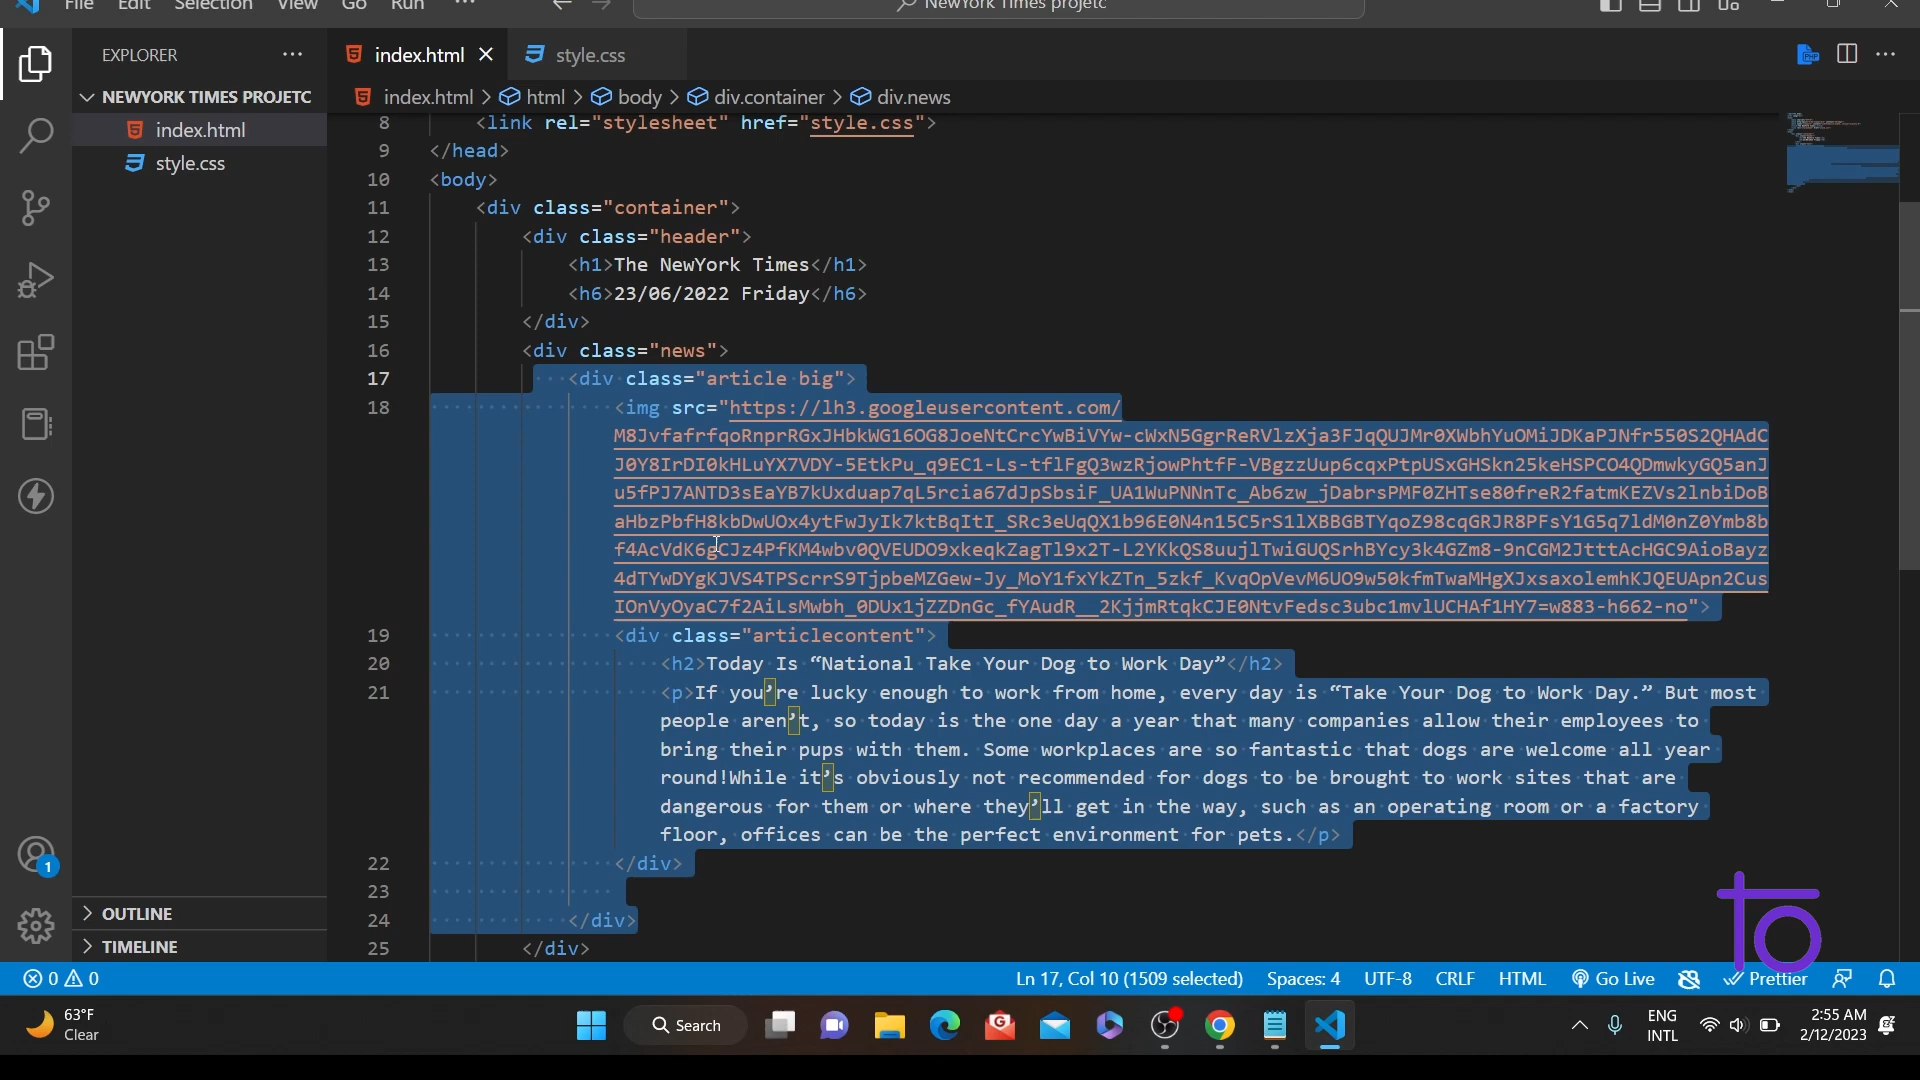 File Edit Selection View Go Run ···
NewYork Times projetc
EXPLORER
index.html
style.css
NEWYORK TIMES PROJETC
index.html
style.css
index.html > html > body > div.container > div.news
8 <link rel="stylesheet" href="style.css">
9 </head>
10 <body>
11 <div class="container">
12 <div class="header">
13 <h1>The NewYork Times</h1>
14 <h6>23/06/2022 Friday</h6>
15 </div>
16 <div class="news">
17 <div class="article big">
18 <img src="https://lh3.googleusercontent.com/
M8JvfafrfqoRnprRGxJHbkWG16OG8JoeNtCrcYwBiVYw-cWxN5GgrReRVlzXja3FJqQUJMr0XWbhYuOMiJDKaPJNfr550S2QHAdC
J0Y8IrDI0kHLuYX7VDY-5EtkPu_q9EC1-Ls-tflFgQ3wzRjowPhtfF-VBgzzUup6cqxPtpUSxGHSkn25keHSPCO4QDmwkyGQ5anJ
u5fPJ7ANTD3sEaYB7kUxduap7qL5rcia67dJpSbsiF_UA1WuPNNnTc_Ab6zw_jDabrsPMF0ZHTse80freR2fatmKEZVs2lnbiDoB
aHbzPbfH8kbDwUOx4ytFwJyIk7ktBqItI_SRc3eUqQX1b96E0N4n15C5rS1lXBBGBTYqoZ98cqGRJR8PFsY1G5q7ldM0nZ0Ymb8b
f4AcVdK6gCJz4PfKM4wbv0QVEUDO9xkeqkZagTl9x2T-L2YKkQS8uujlTwiGUQSrhBYcy3k4GZm8-9nCGM2JtttAcHGC9AioBayz
4dTYwDYgKJVS4TPScrrS9TjpbeMZGew-Jy_MoY1fxYkZTn_5zkf_KvqOpVevM6UO9w50kfmTwaMHgXJxsaxolemhKJQEUApn2Cus
IOnVyOyaC7f2AiLsMwbh_0DUx1jZZDnGc_fYAudR__2KjjmRtqkCJE0NtvFedsc3ubc1mvlUCHAf1HY7=w883-h662-no">
19 <div class="articlecontent">
20 <h2>Today Is “National Take Your Dog to Work Day”</h2>
21 <p>If you’re lucky enough to work from home, every day is “Take Your Dog to Work Day.” But most
people aren’t, so today is the one day a year that many companies allow their employees to
bring their pups with them. Some workplaces are so fantastic that dogs are welcome all year
round!While it’s obviously not recommended for dogs to be brought to work sites that are
dangerous for them or where they’ll get in the way, such as an operating room or a factory
floor, offices can be the perfect environment for pets.</p>
22 </div>
23
24 </div>
25 </div>
OUTLINE
TIMELINE
1
to
0 0 Ln 17, Col 10 (1509 selected) Spaces: 4 UTF-8 CRLF HTML Go Live Prettier
63°F
Clear
Search
ENG
INTL
2:55 AM
2/12/2023